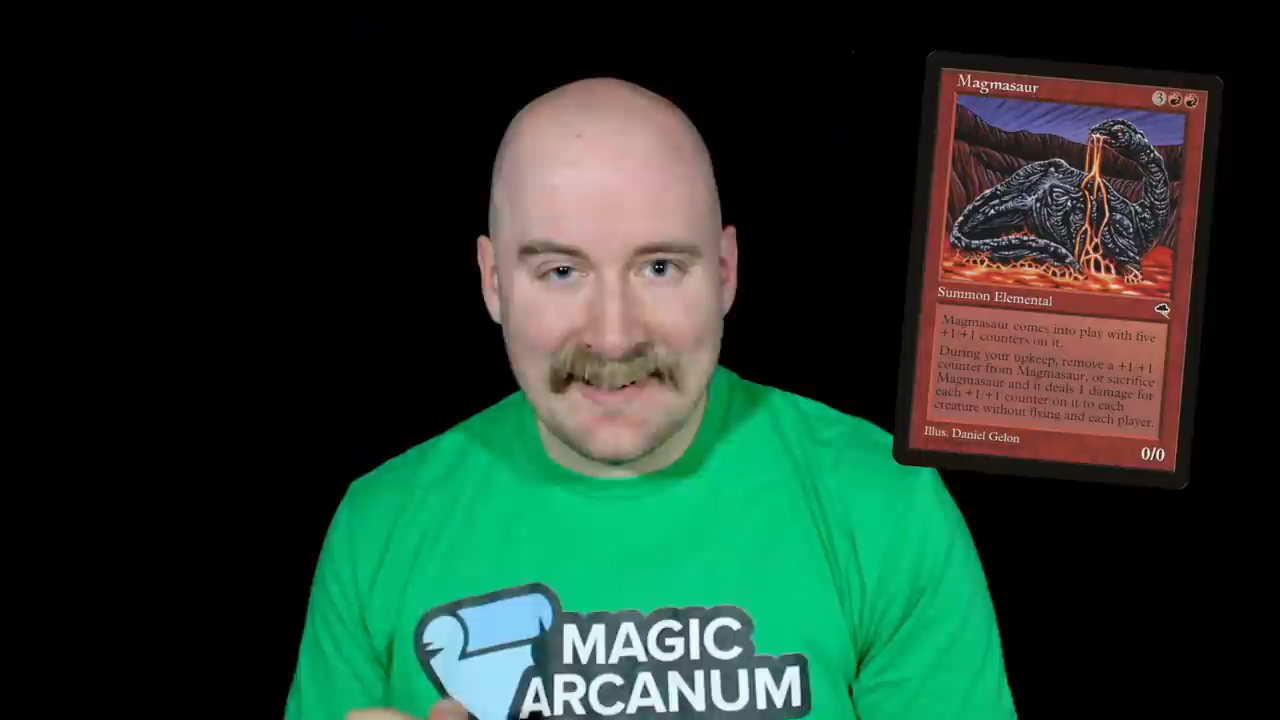 Magmasaur
3
Summon Elemental
Magmasaur comes into play with five
+1/+1 counters on it.
During your upkeep, remove a +1/+1
counter from Magmasaur, or sacrifice
Magmasaur and it deals 1 damage for
each +1/+1 counter on it to each
creature without flying and each player.
Illus. Daniel Gelon
0/0
MAGIC
ARCANUM